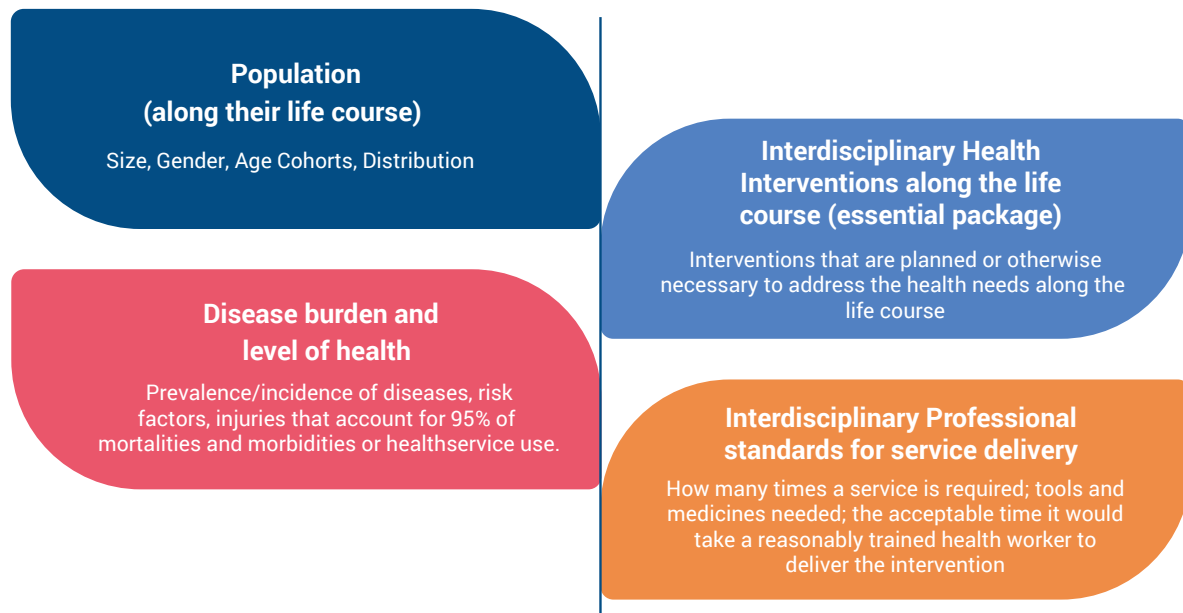 Population
(along their life course)
Size, Gender, Age Cohorts, Distribution
Interdisciplinary Health
Interventions along the life
course (essential package)
Interventions that are planned or otherwise
necessary to address the health needs along the
life course
Disease burden and
level of health
Prevalence/incidence of diseases, risk
factors, injuries that account for 95% of
mortalities and morbidities or healthservice use.
Interdisciplinary Professional
standards for service delivery
How many times a service is required; tools and
medicines needed; the acceptable time it would
take a reasonably trained health worker to
deliver the intervention